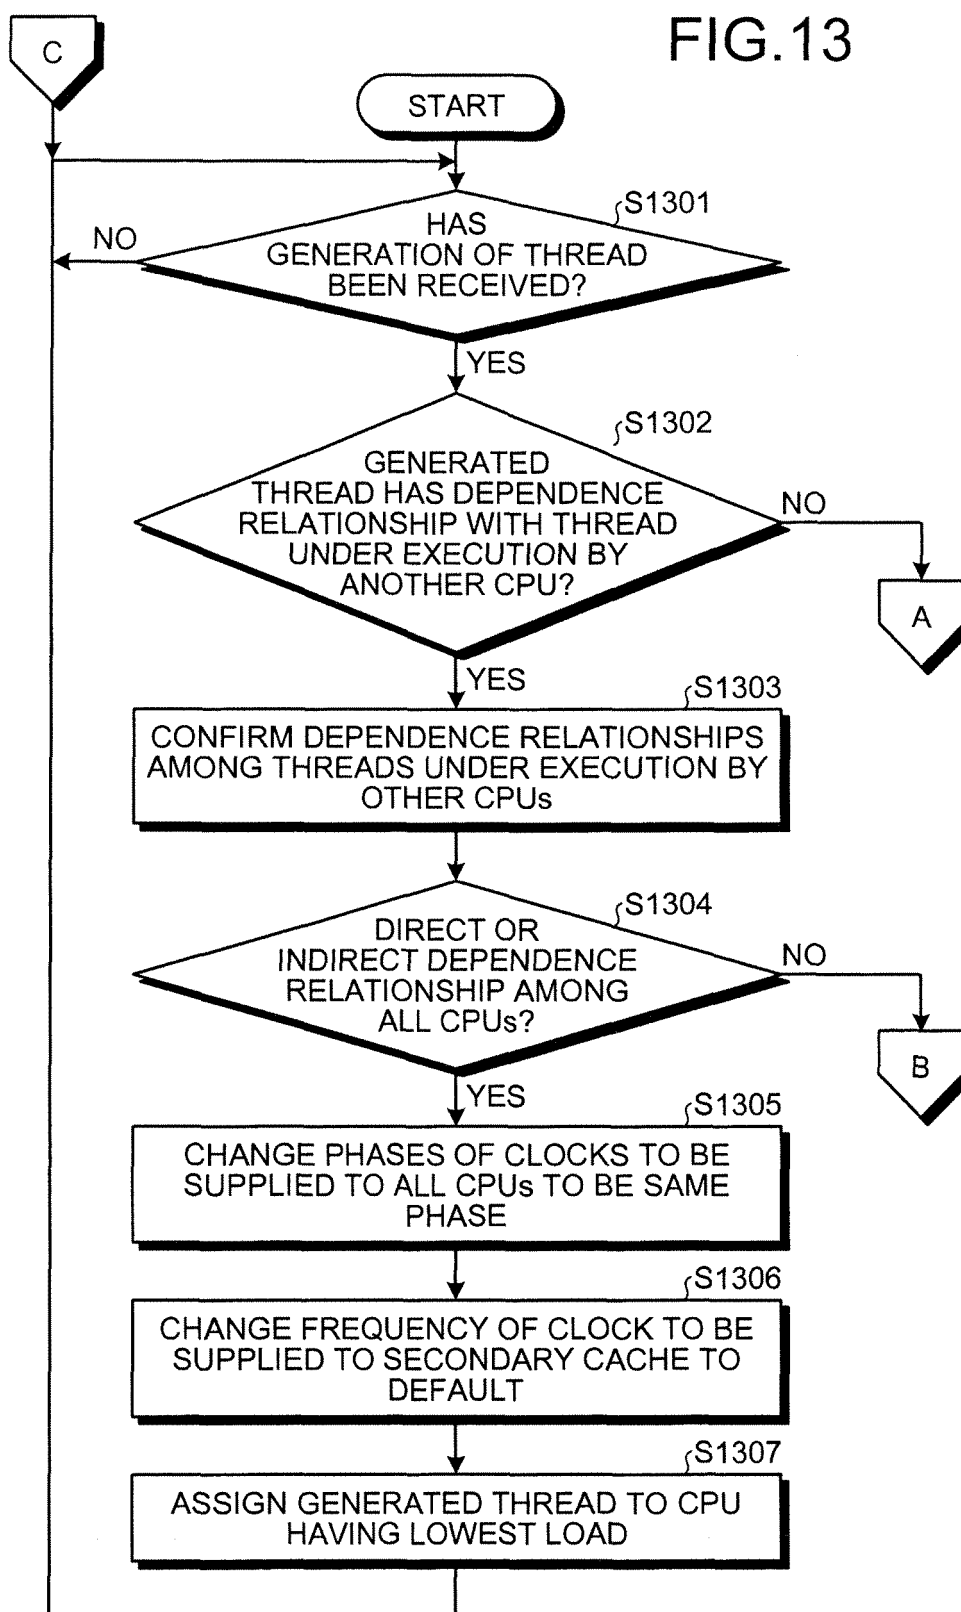 FIG.13
C
START
S1301
HAS
GENERATION OF THREAD
BEEN RECEIVED?
NO
YES
S1302
GENERATED
THREAD HAS DEPENDENCE
RELATIONSHIP WITH THREAD
UNDER EXECUTION BY
ANOTHER CPU?
NO
A
YES
S1303
CONFIRM DEPENDENCE RELATIONSHIPS
AMONG THREADS UNDER EXECUTION BY
OTHER CPUs
S1304
DIRECT OR
INDIRECT DEPENDENCE
RELATIONSHIP AMONG
ALL CPUs?
NO
B
YES
S1305
CHANGE PHASES OF CLOCKS TO BE
SUPPLIED TO ALL CPUs TO BE SAME
PHASE
S1306
CHANGE FREQUENCY OF CLOCK TO BE
SUPPLIED TO SECONDARY CACHE TO
DEFAULT
S1307
ASSIGN GENERATED THREAD TO CPU
HAVING LOWEST LOAD